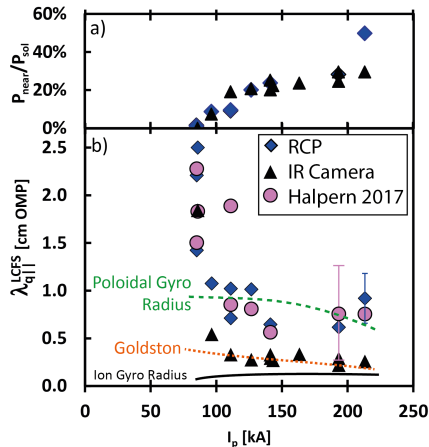 60%
40%
20%
0%
P_near/P_sol
a)
b)
RCP
IR Camera
Halpern 2017
2.5
2.0
1.5
1.0
0.5
0.0
λ_q||^LCFS [cm OMP]
Poloidal Gyro
Radius
Goldston
Ion Gyro Radius
0 50 100 150 200 250
I_p [kA]